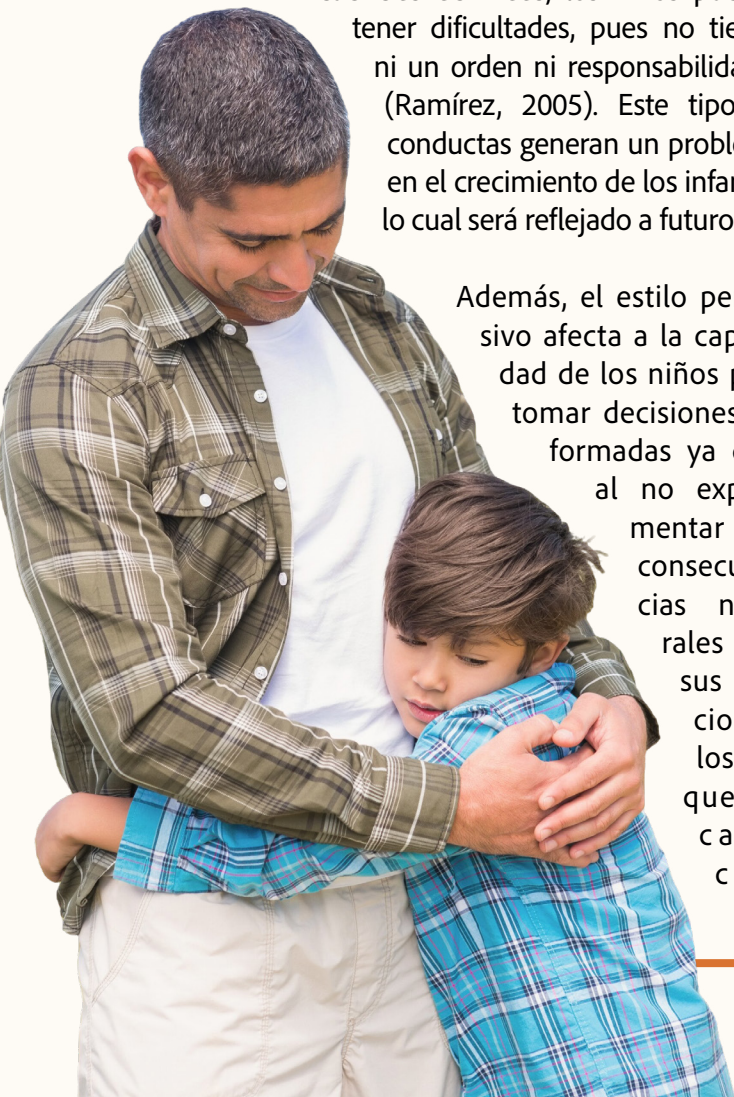 tener dificultades, pues no tie
ni un orden ni responsabilida
(Ramírez, 2005). Este tipo
conductas generan un proble
en el crecimiento de los infan
lo cual será reflejado a futuro
Además, el estilo pe
sivo afecta a la cap
dad de los niños p
tomar decisiones
formadas ya
al no exp
mentar
consecu
cias n
rales
sus
cio
los
que
ca
c